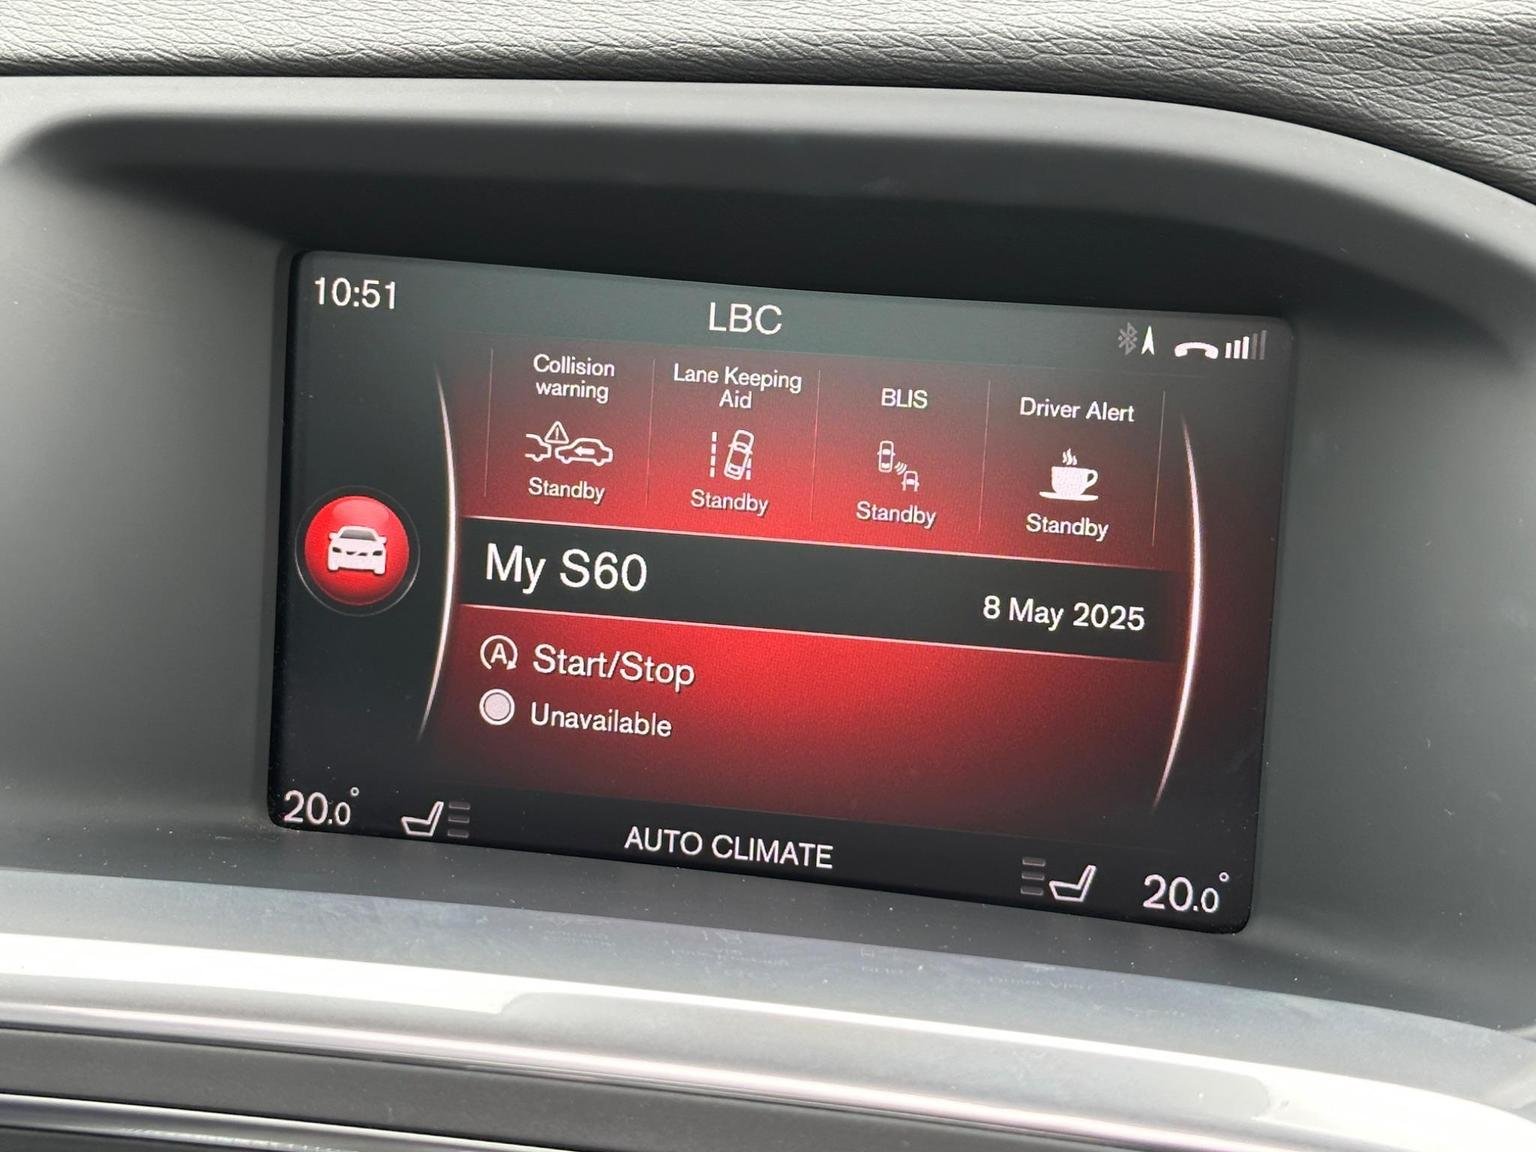 10:51
LBC
Collision
warning
Standby
Lane Keeping
Aid
Standby
BLIS
Standby
Driver Alert
Standby
My S60
8 May 2025
A Start/Stop
Unavailable
20.0°
AUTO CLIMATE
20.0°